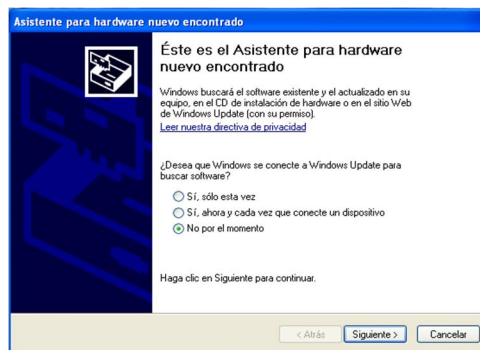 Asistente para hardware nuevo encontrado
Éste es el Asistente para hardware
nuevo encontrado
Windows buscará el software existente y el actualizado en su
equipo, en el CD de instalación de hardware o en el sitio Web
de Windows Update (con su permiso).
Leer nuestra directiva de privacidad
¿Desea que Windows se conecte a Windows Update para
buscar software?
Sí, sólo esta vez
Sí, ahora y cada vez que conecte un dispositivo
No por el momento
Haga clic en Siguiente para continuar.
< Atrás Siguiente > Cancelar